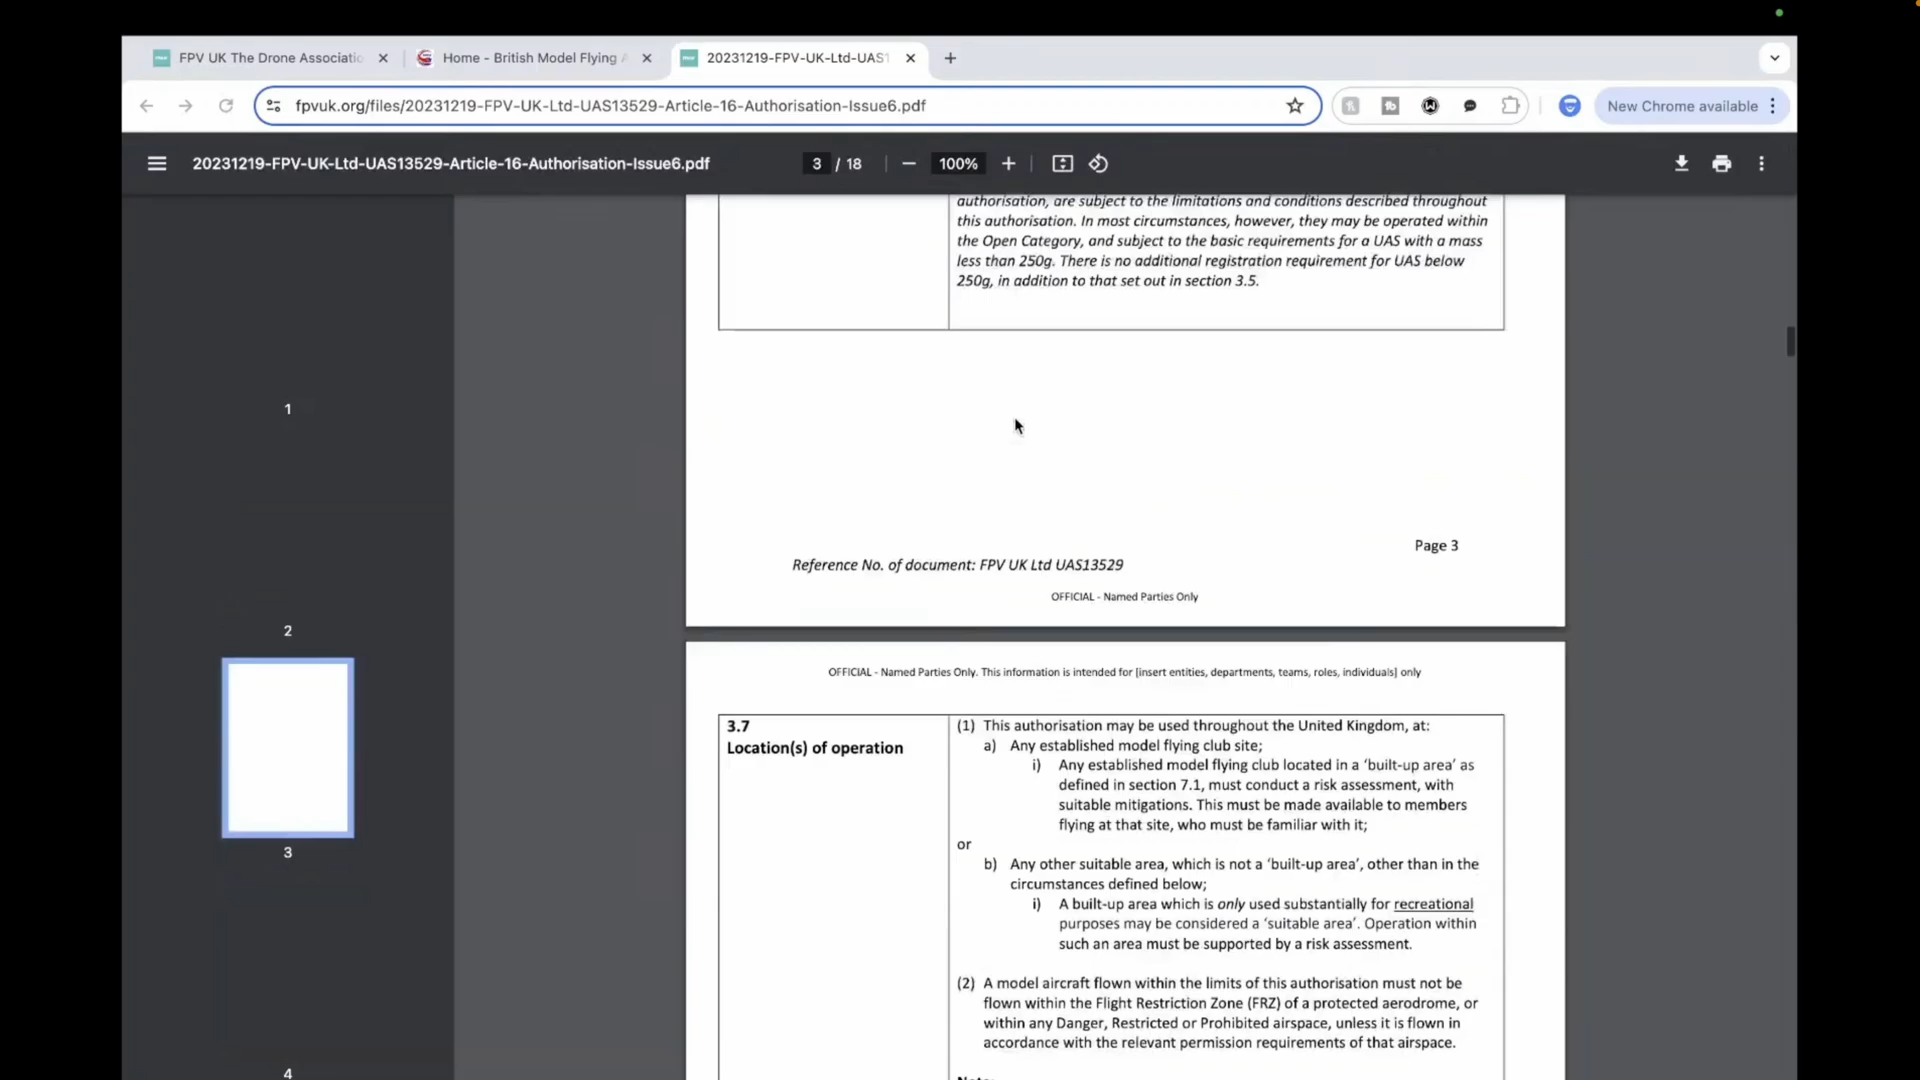 FPV UK The Drone Associatio
Home - British Model Flying A
20231219-FPV-UK-Ltd-UAS1
fpvuk.org/files/20231219-FPV-UK-Ltd-UAS13529-Article-16-Authorisation-Issue6.pdf
New Chrome available
20231219-FPV-UK-Ltd-UAS13529-Article-16-Authorisation-Issue6.pdf
3 / 18
100%
authorisation, are subject to the limitations and conditions described throughout
this authorisation. In most circumstances, however, they may be operated within
the Open Category, and subject to the basic requirements for a UAS with a mass
less than 250g. There is no additional registration requirement for UAS below
250g, in addition to that set out in section 3.5.
1
2
3
4
Page 3
Reference No. of document: FPV UK Ltd UAS13529
OFFICIAL - Named Parties Only
OFFICIAL - Named Parties Only. This information is intended for [insert entities, departments, teams, roles, individuals] only
3.7
Location(s) of operation
(1) This authorisation may be used throughout the United Kingdom, at:
a) Any established model flying club site;
i) Any established model flying club located in a ‘built-up area’ as
defined in section 7.1, must conduct a risk assessment, with
suitable mitigations. This must be made available to members
flying at that site, who must be familiar with it;
or
b) Any other suitable area, which is not a ‘built-up area’, other than in the
circumstances defined below;
i) A built-up area which is only used substantially for recreational
purposes may be considered a ‘suitable area’. Operation within
such an area must be supported by a risk assessment.
(2) A model aircraft flown within the limits of this authorisation must not be
flown within the Flight Restriction Zone (FRZ) of a protected aerodrome, or
within any Danger, Restricted or Prohibited airspace, unless it is flown in
accordance with the relevant permission requirements of that airspace.